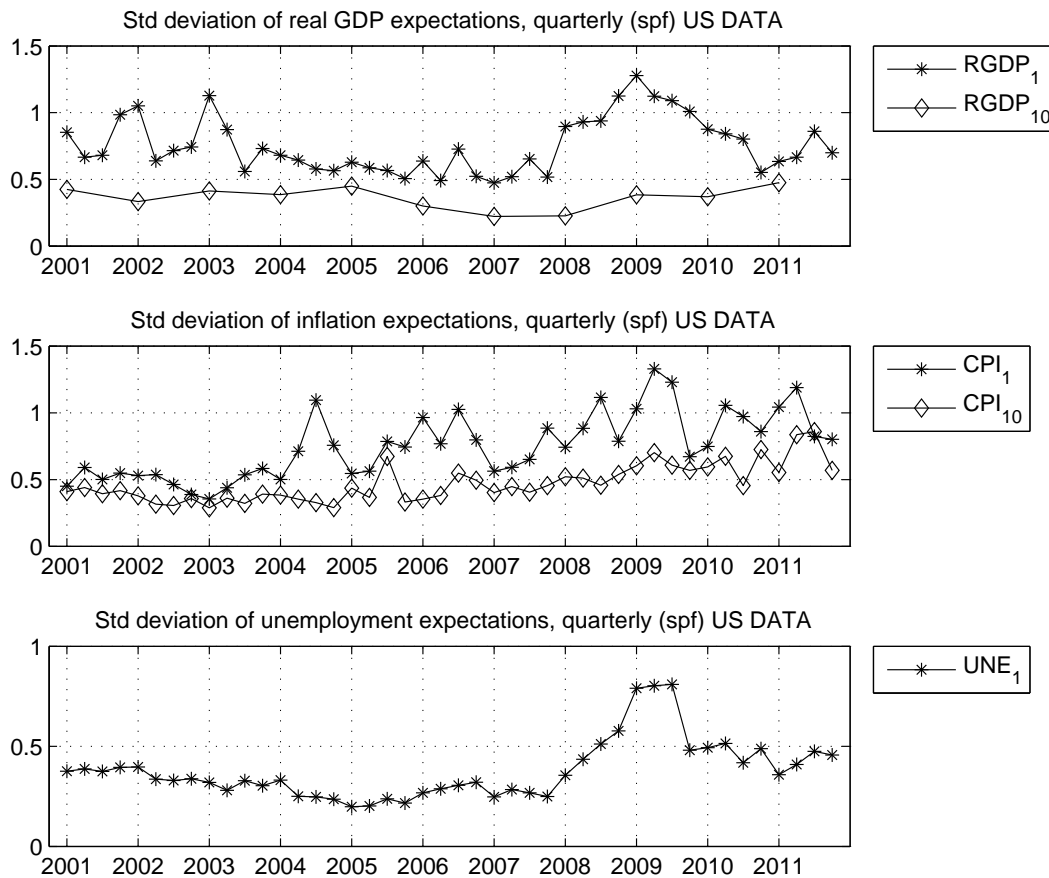 Std deviation of real GDP expectations, quarterly (spf) US DATA
1.5
1
0.5
0
2001 2002 2003 2004 2005 2006 2007 2008 2009 2010 2011
RGDP1
RGDP10
Std deviation of inflation expectations, quarterly (spf) US DATA
1.5
1
0.5
0
2001 2002 2003 2004 2005 2006 2007 2008 2009 2010 2011
CPI1
CPI10
Std deviation of unemployment expectations, quarterly (spf) US DATA
1
0.5
0
2001 2002 2003 2004 2005 2006 2007 2008 2009 2010 2011
UNE1